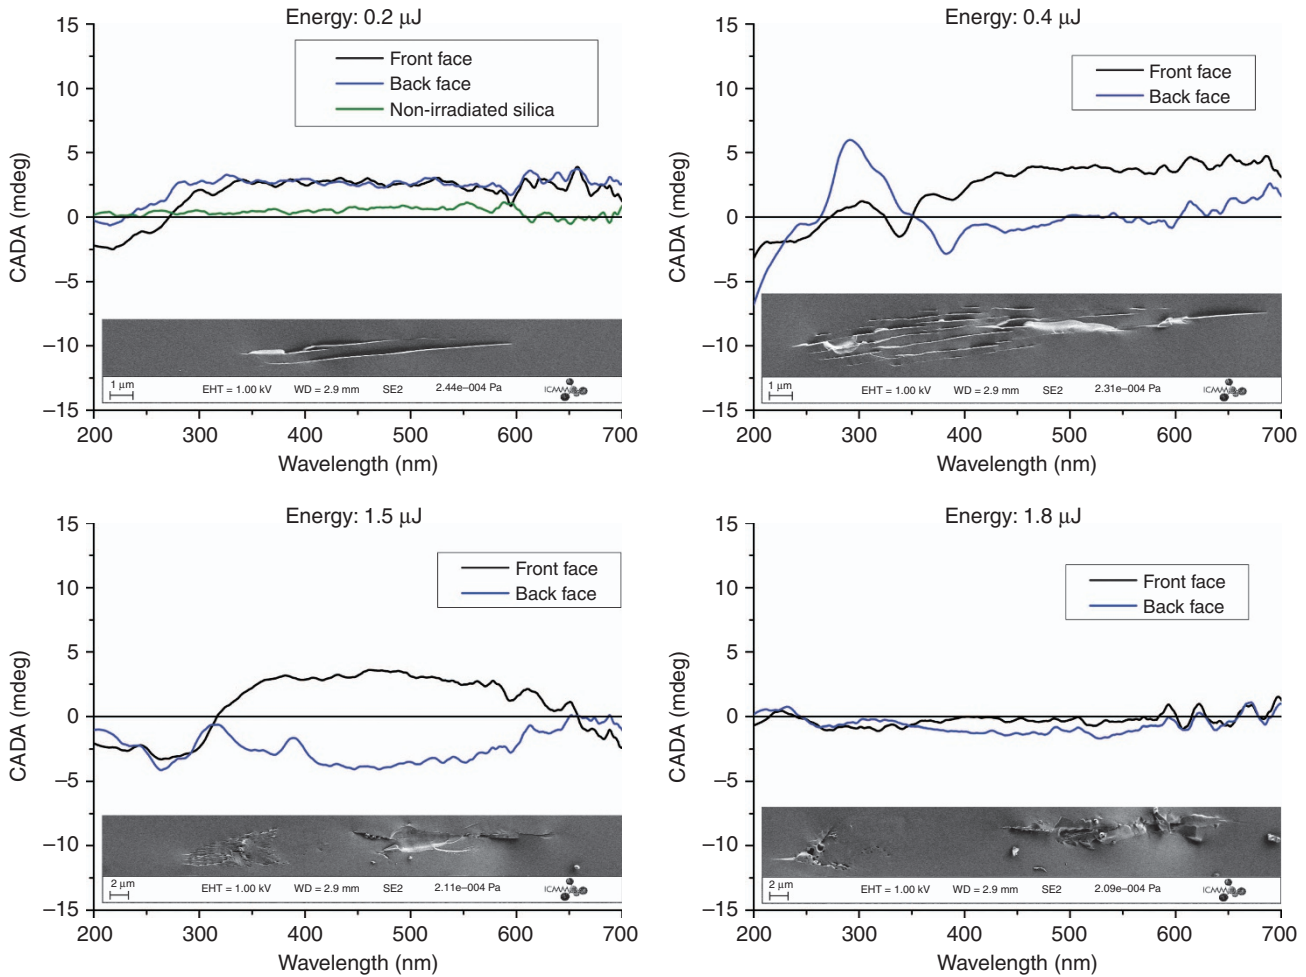 Energy: 0.2 μJ
15
10
5
0
–5
–10
–15
CADA (mdeg)
Front face
Back face
Non-irradiated silica
1 μm
EHT = 1.00 kV WD = 2.9 mm SE2 2.44e–004 Pa
200 300 400 500 600 700
Wavelength (nm)
Energy: 0.4 μJ
15
10
5
0
–5
–10
–15
CADA (mdeg)
Front face
Back face
1 μm
EHT = 1.00 kV WD = 2.9 mm SE2 2.31e–004 Pa
200 300 400 500 600 700
Wavelength (nm)
Energy: 1.5 μJ
15
10
5
0
–5
–10
–15
CADA (mdeg)
Front face
Back face
2 μm
EHT = 1.00 kV WD = 2.9 mm SE2 2.11e–004 Pa
200 300 400 500 600 700
Wavelength (nm)
Energy: 1.8 μJ
15
10
5
0
–5
–10
–15
CADA (mdeg)
Front face
Back face
2 μm
EHT = 1.00 kV WD = 2.9 mm SE2 2.09e–004 Pa
200 300 400 500 600 700
Wavelength (nm)